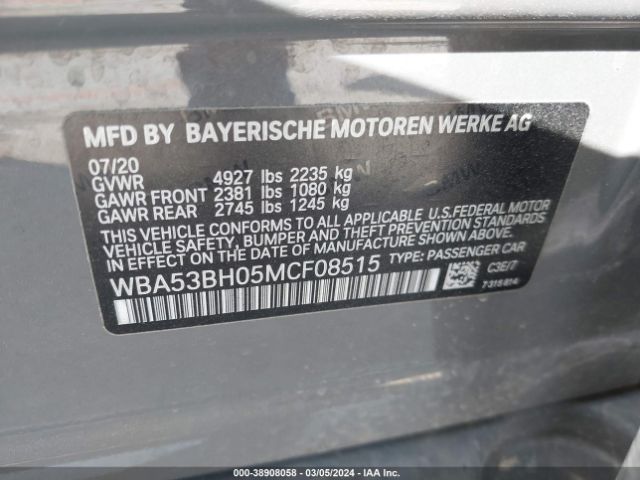 MFD BY BAYERISCHE MOTOREN WERKE AG
07/20
GVWR 4927 lbs 2235 kg
GAWR FRONT 2381 lbs 1080 kg
GAWR REAR 2745 lbs 1245 kg
THIS VEHICLE CONFORMS TO ALL APPLICABLE U.S.FEDERAL MOTOR
VEHICLE SAFETY, BUMPER AND THEFT PREVENTION STANDARDS
IN EFFECT ON THE DATE OF MANUFACTURE SHOWN ABOVE.
WBA53BH05MCF08515 TYPE: PASSENGER CAR
C3E/7
000-38908058 - 03/05/2024 - IAA Inc.